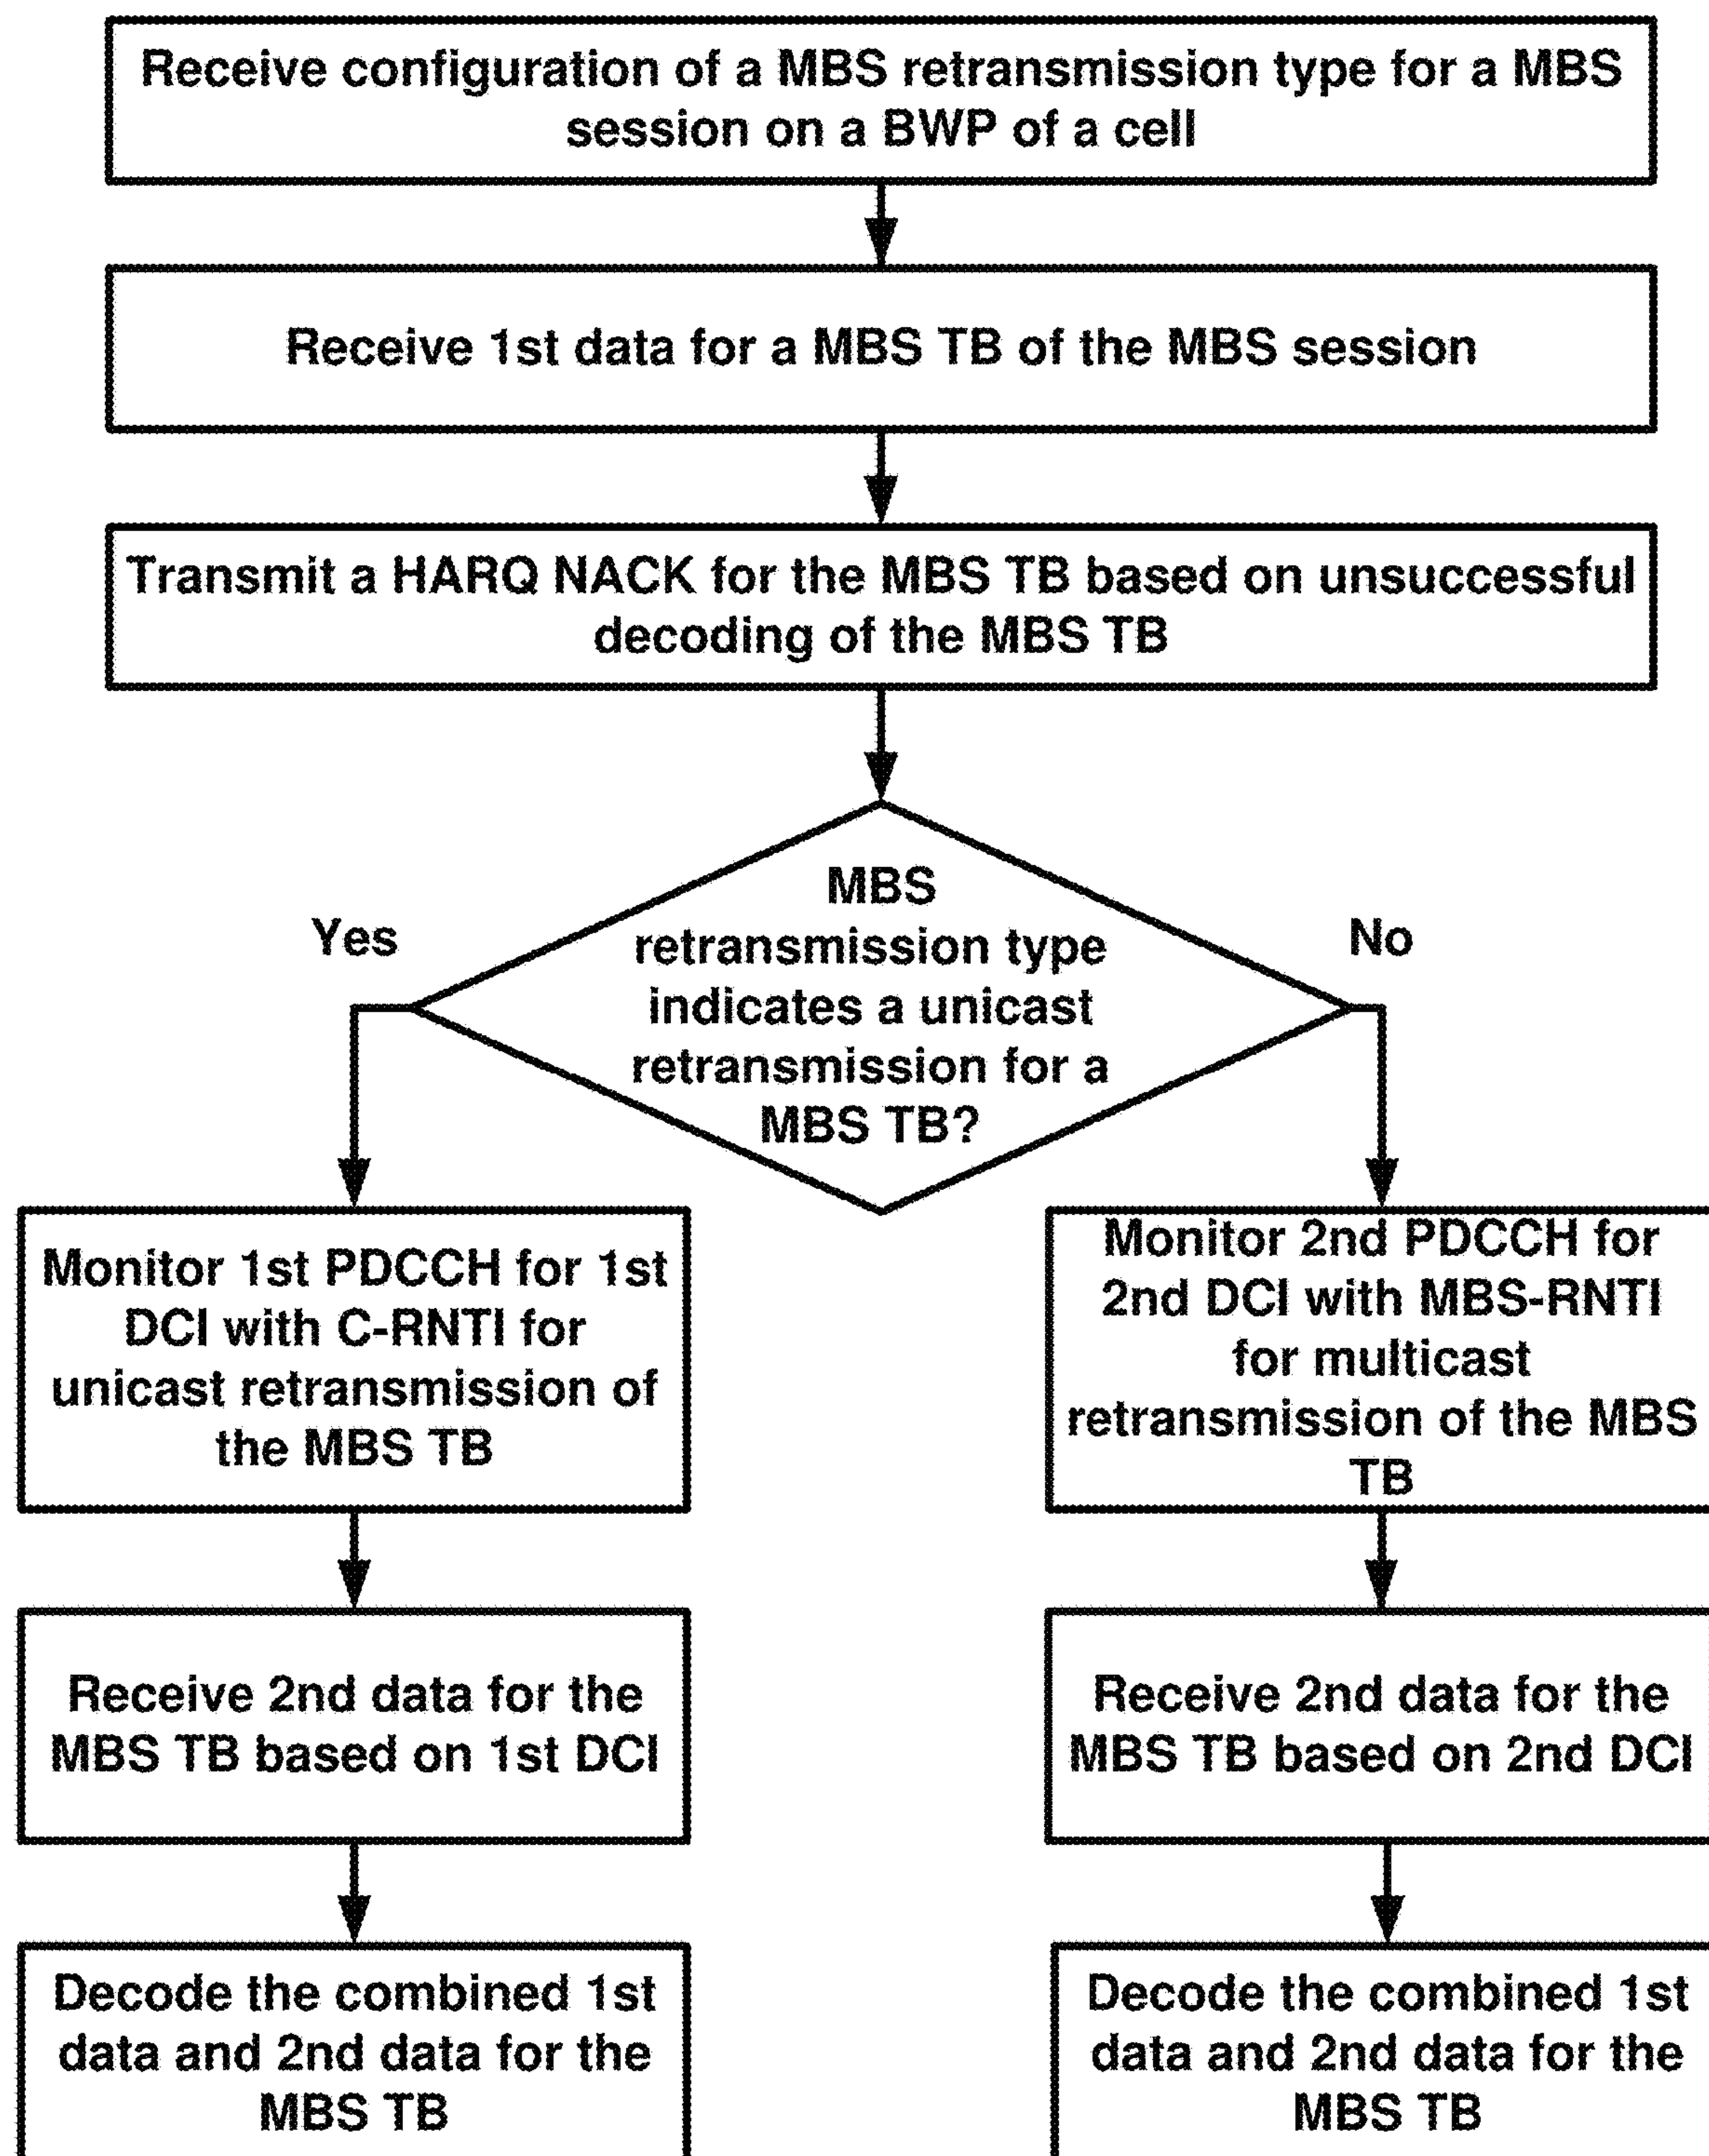 Receive configuration of a MBS retransmission type for a MBS
session on a BWP of a cell
Receive 1st data for a MBS TB of the MBS session
Transmit a HARQ NACK for the MBS TB based on unsuccessful
decoding of the MBS TB
MBS
retransmission type
indicates a unicast
retransmission for a
MBS TB?
Yes
No
Monitor 1st PDCCH for 1st
DCI with C-RNTI for
unicast retransmission of
the MBS TB
Monitor 2nd PDCCH for
2nd DCI with MBS-RNTI
for multicast
retransmission of the MBS
TB
Receive 2nd data for the
MBS TB based on 1st DCI
Receive 2nd data for the
MBS TB based on 2nd DCI
Decode the combined 1st
data and 2nd data for the
MBS TB
Decode the combined 1st
data and 2nd data for the
MBS TB